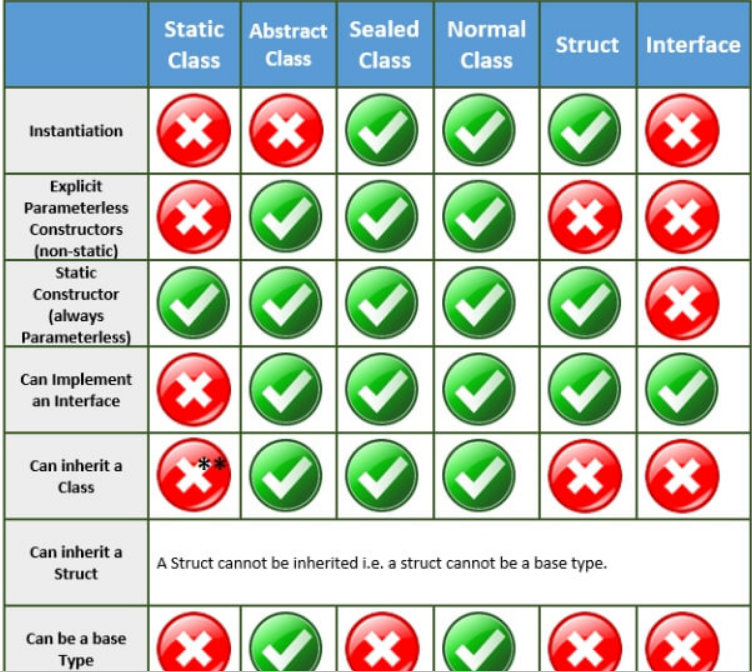 Static Class
Abstract Class
Sealed Class
Normal Class
Struct
Interface
Instantiation
Explicit
Parameterless
Constructors
(non-static)
Static
Constructor
(always
Parameterless)
Can Implement
an Interface
Can inherit a
Class
**
Can inherit a
Struct
A Struct cannot be inherited i.e. a struct cannot be a base type.
Can be a base
Type